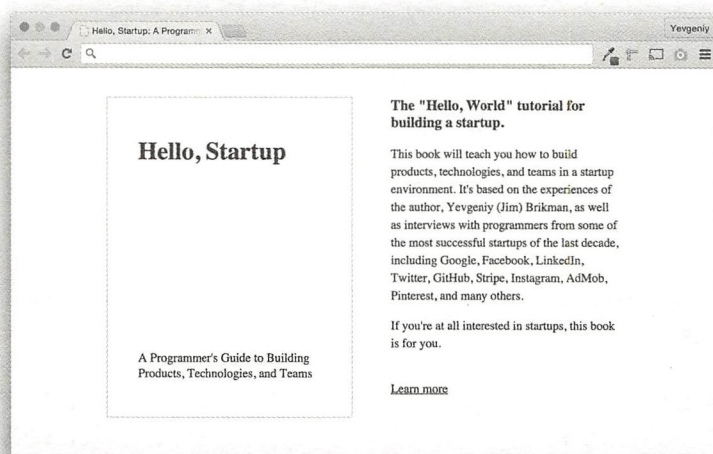 Hello, Startup: A Program
Yevgeniy
Hello, Startup
A Programmer's Guide to Building
Products, Technologies, and Teams
The "Hello, World" tutorial for
building a startup.
This book will teach you how to build
products, technologies, and teams in a startup
environment. It's based on the experiences of
the author, Yevgeniy (Jim) Brikman, as well
as interviews with programmers from some of
the most successful startups of the last decade,
including Google, Facebook, LinkedIn,
Twitter, GitHub, Stripe, Instagram, AdMob,
Pinterest, and many others.
If you're at all interested in startups, this book
is for you.
Learn more